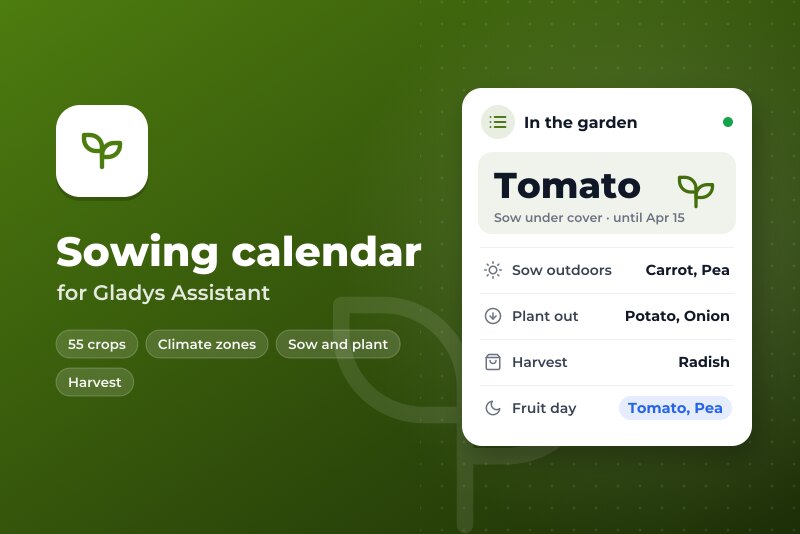 Sowing calendar
for Gladys Assistant
55 crops
Climate zones
Sow and plant
Harvest
In the garden
Tomato
Sow under cover · until Apr 15
Sow outdoors Carrot, Pea
Plant out Potato, Onion
Harvest Radish
Fruit day Tomato, Pea